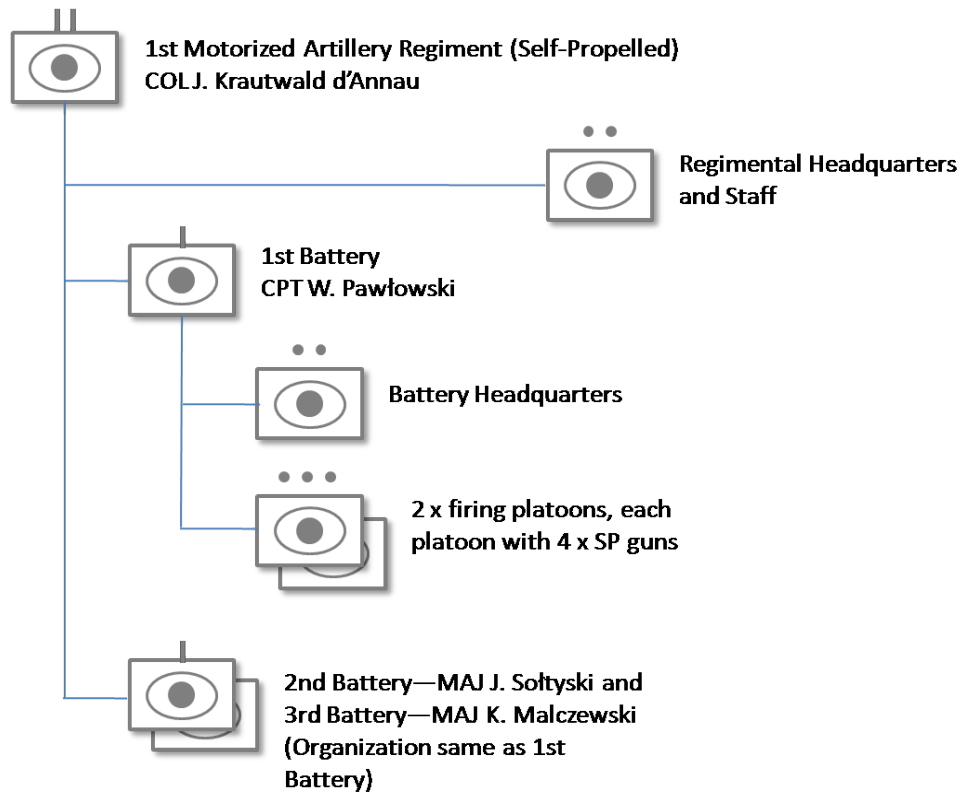 1st Motorized Artillery Regiment (Self-Propelled)
COL J. Krautwald d'Annau
Regimental Headquarters
and Staff
1st Battery
CPT W. Pawłowski
Battery Headquarters
2 x firing platoons, each
platoon with 4 x SP guns
2nd Battery—MAJ J. Sołtyski and
3rd Battery—MAJ K. Malczewski
(Organization same as 1st
Battery)